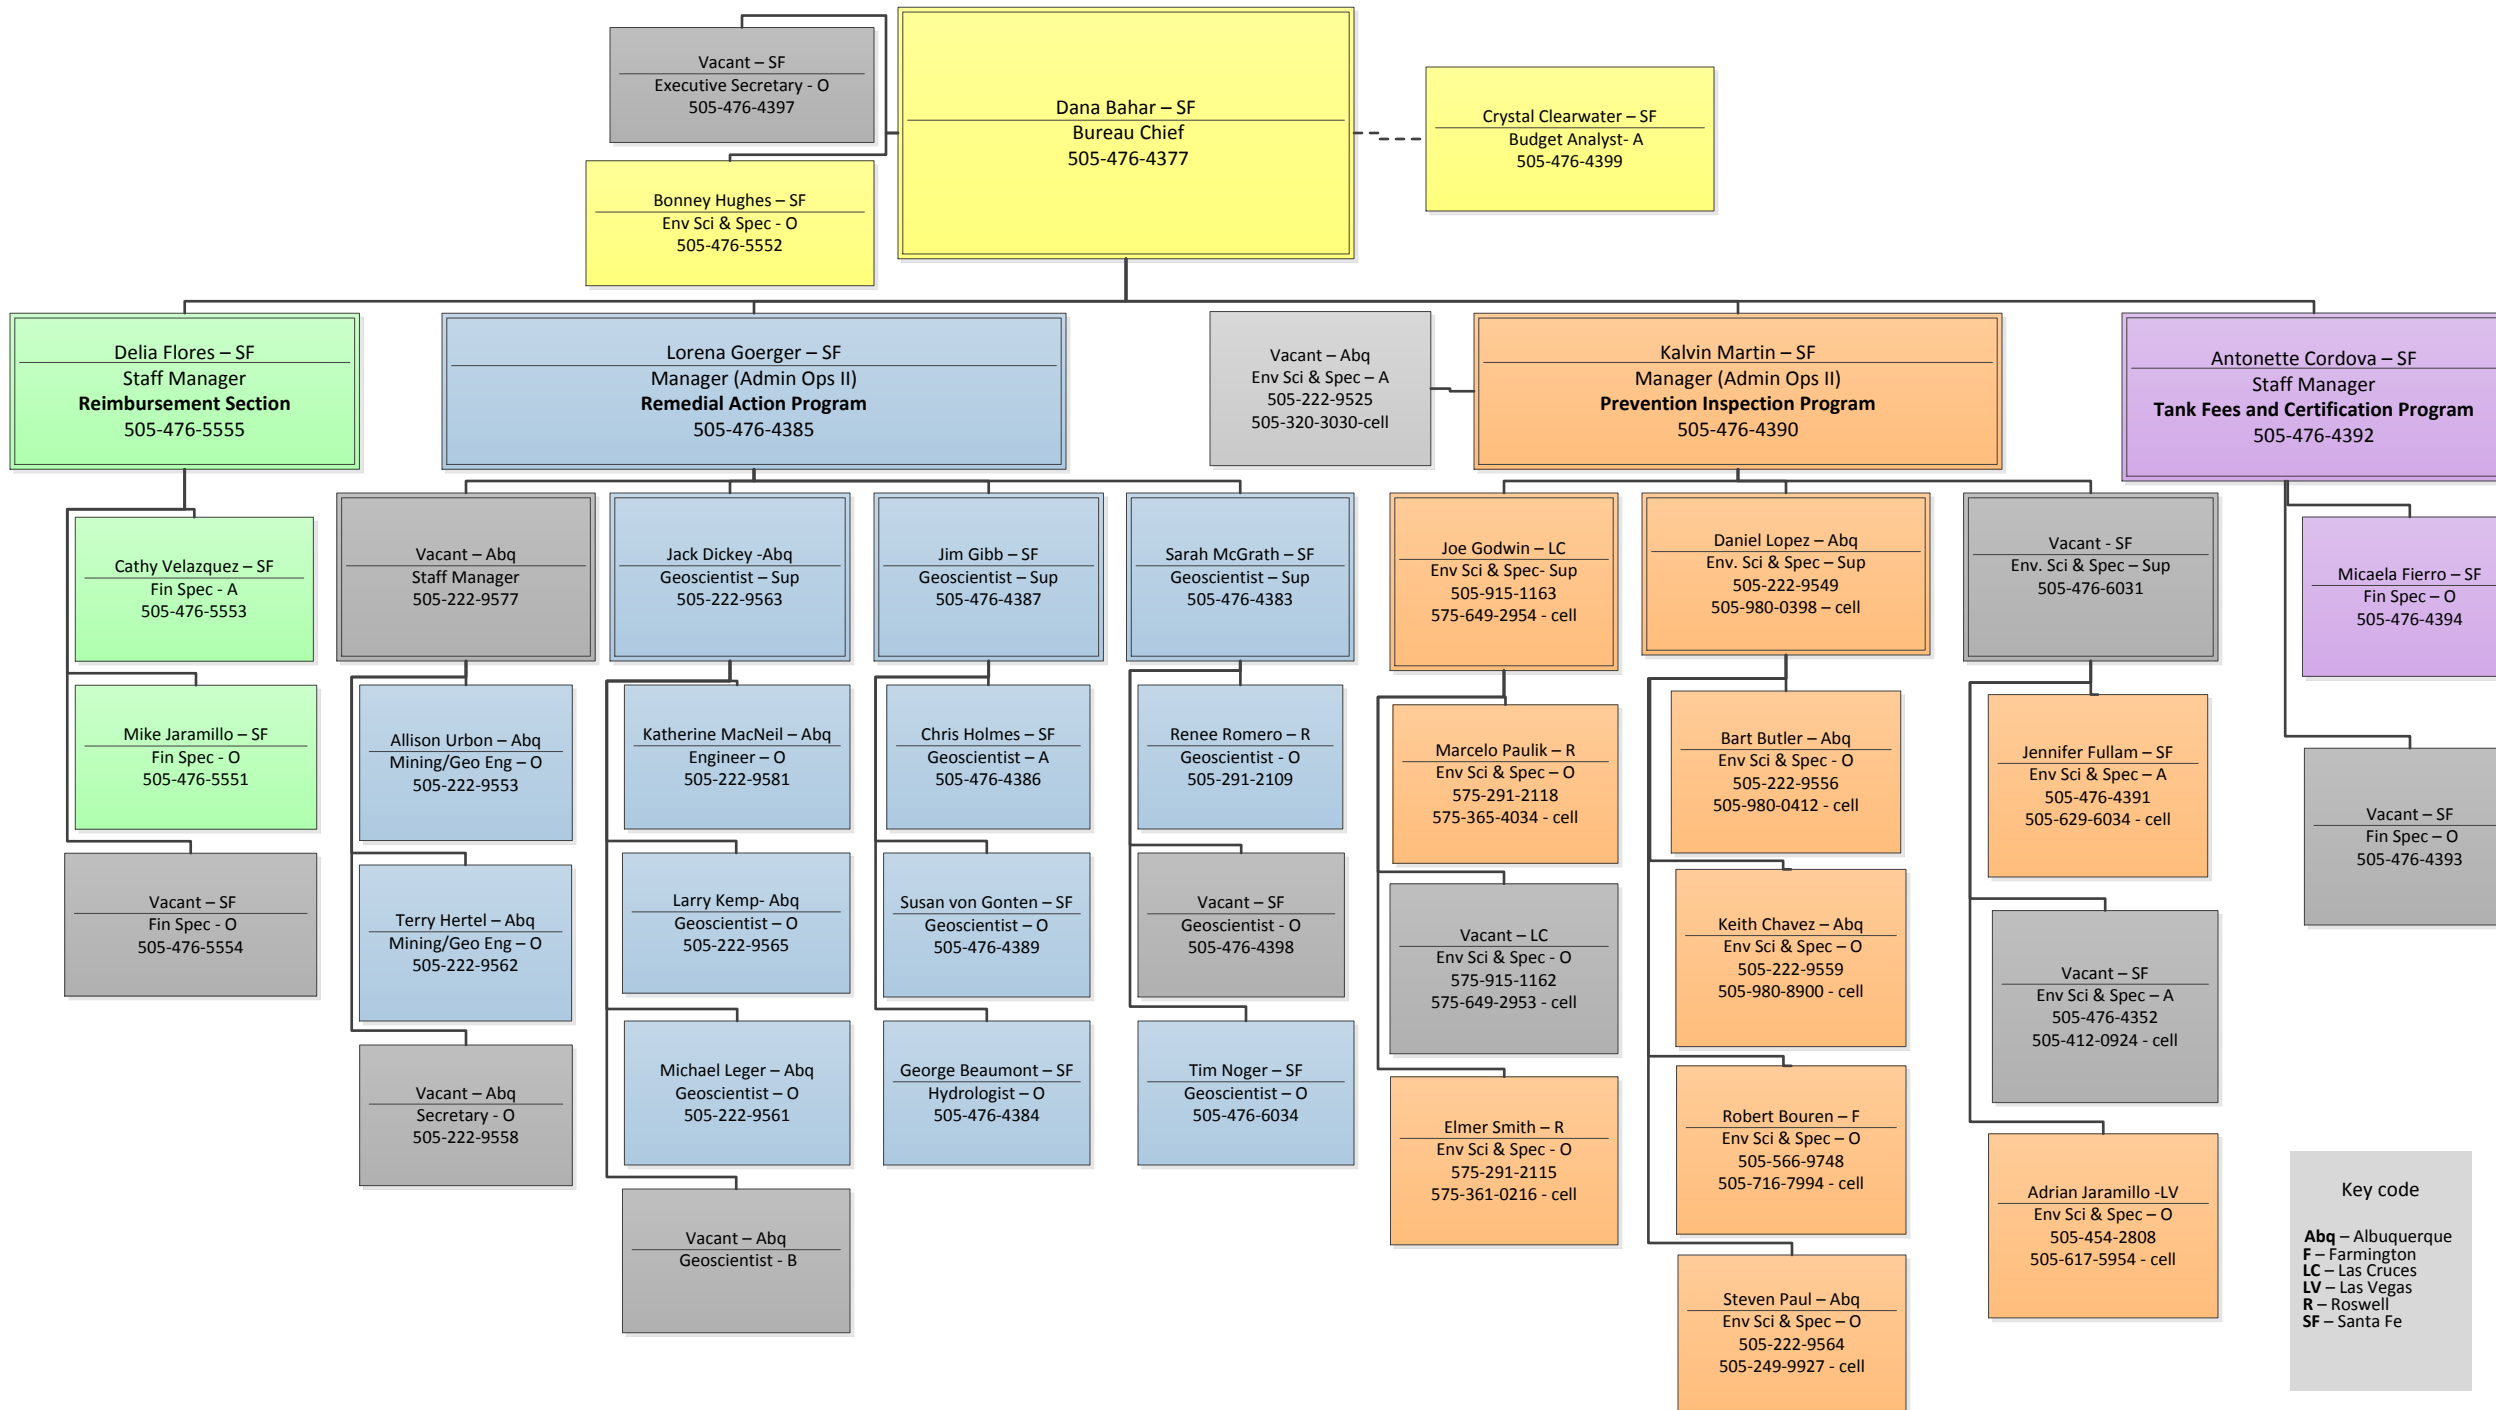 Vacant – SF
Executive Secretary - O
505-476-4397
Dana Bahar – SF
Bureau Chief
505-476-4377
Crystal Clearwater – SF
Budget Analyst- A
505-476-4399
Bonney Hughes – SF
Env Sci & Spec - O
505-476-5552
Delia Flores – SF
Staff Manager
Reimbursement Section
505-476-5555
Lorena Goerger – SF
Manager (Admin Ops II)
Remedial Action Program
505-476-4385
Vacant – Abq
Env Sci & Spec – A
505-222-9525
505-320-3030-cell
Kalvin Martin – SF
Manager (Admin Ops II)
Prevention Inspection Program
505-476-4390
Antonette Cordova – SF
Staff Manager
Tank Fees and Certification Program
505-476-4392
Cathy Velazquez – SF
Fin Spec - A
505-476-5553
Mike Jaramillo – SF
Fin Spec - O
505-476-5551
Vacant – SF
Fin Spec - O
505-476-5554
Vacant – Abq
Staff Manager
505-222-9577
Allison Urbon – Abq
Mining/Geo Eng – O
505-222-9553
Terry Hertel – Abq
Mining/Geo Eng – O
505-222-9562
Vacant – Abq
Secretary - O
505-222-9558
Jack Dickey -Abq
Geoscientist – Sup
505-222-9563
Katherine MacNeil – Abq
Engineer – O
505-222-9581
Larry Kemp- Abq
Geoscientist – O
505-222-9565
Michael Leger – Abq
Geoscientist – O
505-222-9561
Vacant – Abq
Geoscientist - B
Jim Gibb – SF
Geoscientist – Sup
505-476-4387
Chris Holmes – SF
Geoscientist – A
505-476-4386
Susan von Gonten – SF
Geoscientist – O
505-476-4389
George Beaumont – SF
Hydrologist – O
505-476-4384
Sarah McGrath – SF
Geoscientist – Sup
505-476-4383
Renee Romero – R
Geoscientist - O
505-291-2109
Vacant – SF
Geoscientist - O
505-476-4398
Tim Noger – SF
Geoscientist – O
505-476-6034
Joe Godwin – LC
Env Sci & Spec- Sup
505-915-1163
575-649-2954 - cell
Marcelo Paulik – R
Env Sci & Spec – O
575-291-2118
575-365-4034 - cell
Vacant – LC
Env Sci & Spec - O
575-915-1162
575-649-2953 - cell
Elmer Smith – R
Env Sci & Spec - O
575-291-2115
575-361-0216 - cell
Daniel Lopez – Abq
Env. Sci & Spec – Sup
505-222-9549
505-980-0398 – cell
Bart Butler – Abq
Env Sci & Spec - O
505-222-9556
505-980-0412 - cell
Keith Chavez – Abq
Env Sci & Spec – O
505-222-9559
505-980-8900 - cell
Robert Bouren – F
Env Sci & Spec – O
505-566-9748
505-716-7994 - cell
Steven Paul – Abq
Env Sci & Spec – O
505-222-9564
505-249-9927 - cell
Vacant - SF
Env. Sci & Spec – Sup
505-476-6031
Jennifer Fullam – SF
Env Sci & Spec – A
505-476-4391
505-629-6034 - cell
Vacant – SF
Env Sci & Spec – A
505-476-4352
505-412-0924 - cell
Adrian Jaramillo -LV
Env Sci & Spec – O
505-454-2808
505-617-5954 - cell
Micaela Fierro – SF
Fin Spec – O
505-476-4394
Vacant – SF
Fin Spec – O
505-476-4393
Key code
Abq – Albuquerque
F – Farmington
LC – Las Cruces
LV – Las Vegas
R – Roswell
SF – Santa Fe